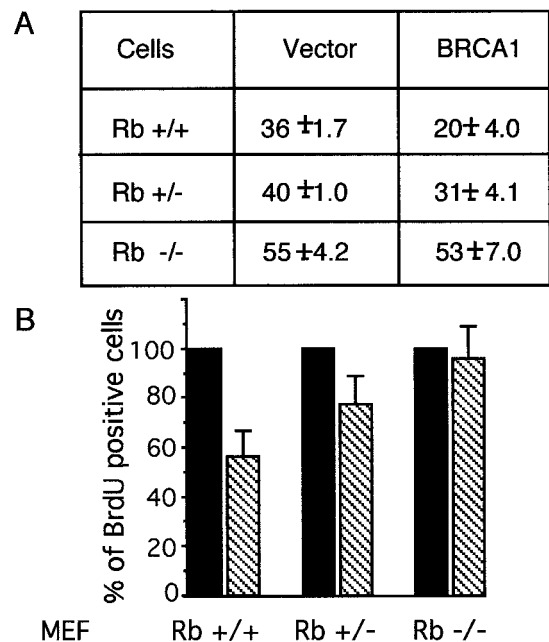 A
Cells Vector BRCA1
Rb +/+ 36 ±1.7 20± 4.0
Rb +/- 40 ±1.0 31± 4.1
Rb -/- 55 ±4.2 53± 7.0
B
% of BrdU positive cells
100
80
60
40
20
0
MEF Rb +/+ Rb +/- Rb -/-